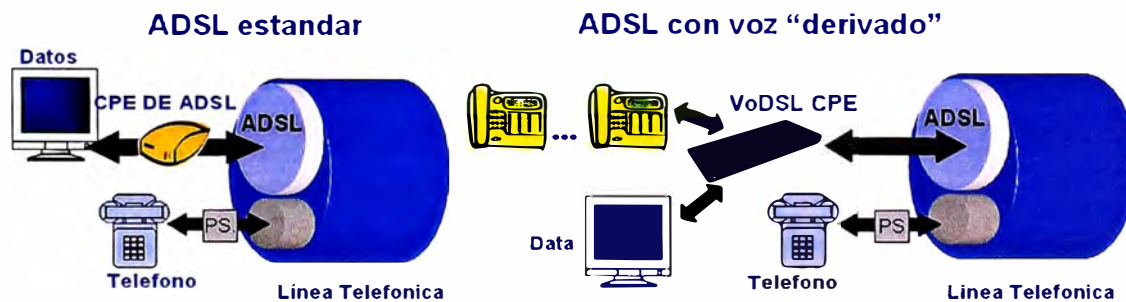 ADSL estandar
Datos
CPE DE ADSL
ADSL
PS
Telefono
Línea Telefonica
ADSL con voz “derivado”
VoDSL CPE
...
ADSL
Data
PS
Telefono
Línea Telefonica